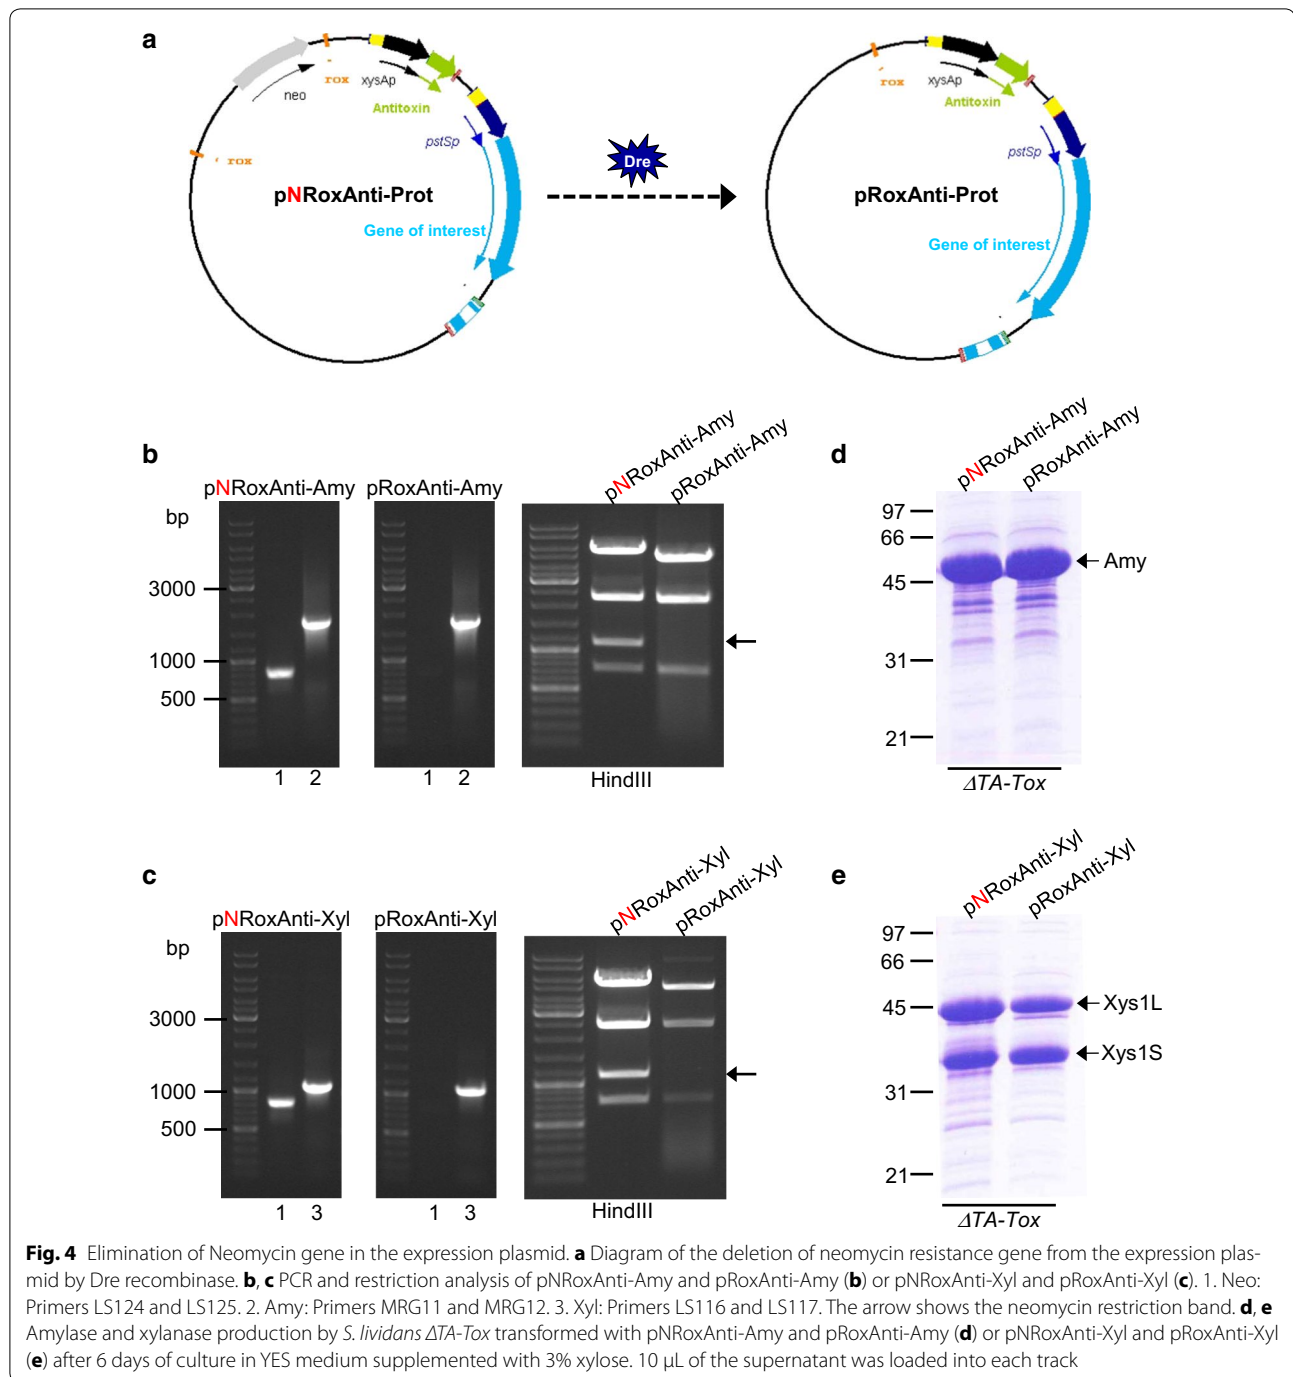 a
neo
rox
xysAp
Antitoxin
rox
pstSp
pNRoxAnti-Prot
Gene of interest
Dre
rox
xysAp
Antitoxin
pstSp
pRoxAnti-Prot
Gene of interest
b
pNRoxAnti-Amy
pRoxAnti-Amy
bp
3000
1000
500
1 2
1 2
pNRoxAnti-Amy
pRoxAnti-Amy
HindIII
d
pNRoxAnti-Amy
pRoxAnti-Amy
97
66
45
31
21
Amy
ΔTA-Tox
c
pNRoxAnti-Xyl
pRoxAnti-Xyl
bp
3000
1000
500
1 3
1 3
pNRoxAnti-Xyl
pRoxAnti-Xyl
HindIII
e
pNRoxAnti-Xyl
pRoxAnti-Xyl
97
66
45
31
21
Xys1L
Xys1S
ΔTA-Tox
Fig. 4 Elimination of Neomycin gene in the expression plasmid. a Diagram of the deletion of neomycin resistance gene from the expression plas-
mid by Dre recombinase. b, c PCR and restriction analysis of pNRoxAnti-Amy and pRoxAnti-Amy (b) or pNRoxAnti-Xyl and pRoxAnti-Xyl (c). 1. Neo:
Primers LS124 and LS125. 2. Amy: Primers MRG11 and MRG12. 3. Xyl: Primers LS116 and LS117. The arrow shows the neomycin restriction band. d, e
Amylase and xylanase production by S. lividans ΔTA-Tox transformed with pNRoxAnti-Amy and pRoxAnti-Amy (d) or pNRoxAnti-Xyl and pRoxAnti-Xyl
(e) after 6 days of culture in YES medium supplemented with 3% xylose. 10 µL of the supernatant was loaded into each track